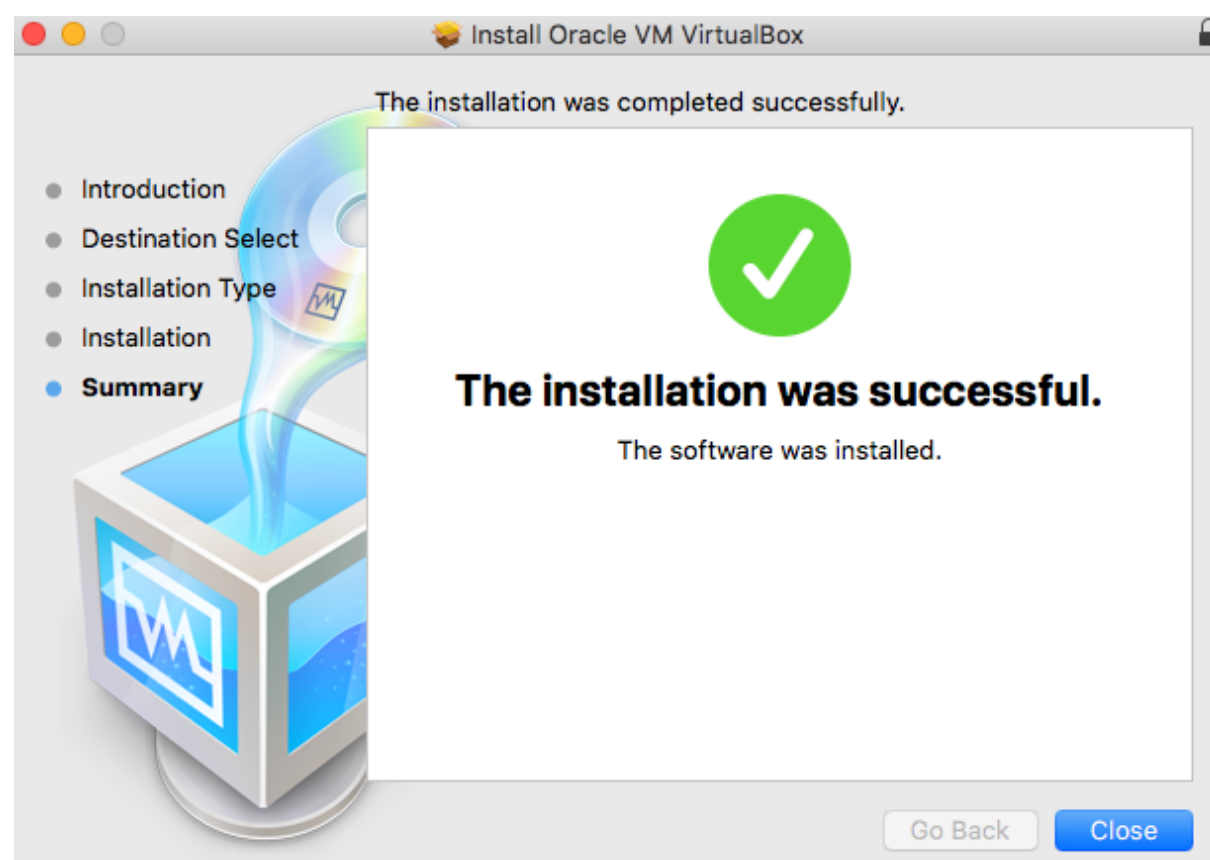 Install Oracle VM VirtualBox
The installation was completed successfully.
Introduction
Destination Select
Installation Type
Installation
Summary
The installation was successful.
The software was installed.
Go Back
Close